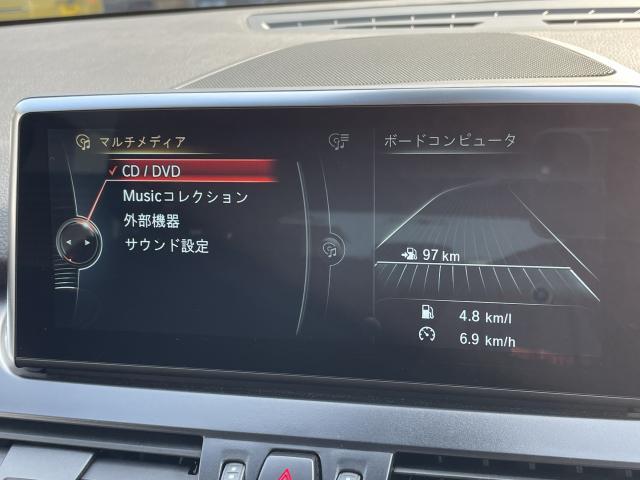 マルチメディア
CD / DVD
Musicコレクション
外部機器
サウンド設定
ボードコンピュータ
97 km
4.8 km/l
6.9 km/h